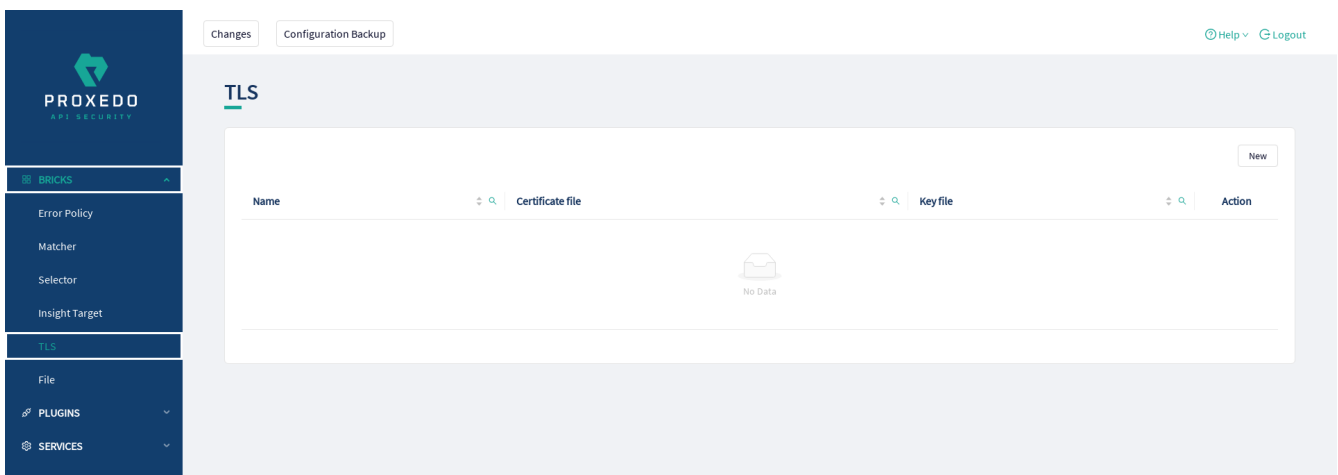 Changes
Configuration Backup
Help
Logout
PROXEDO
API SECURITY
BRICKS
Error Policy
Matcher
Selector
Insight Target
TLS
File
PLUGINS
SERVICES
TLS
New
Name
Certificate file
Key file
Action
No Data